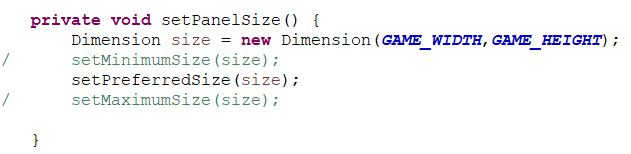 private void setPanelSize() {
Dimension size = new Dimension(GAME_WIDTH,GAME_HEIGHT);
/ setMinimumSize(size);
setPreferredSize(size);
/ setMaximumSize(size);
}